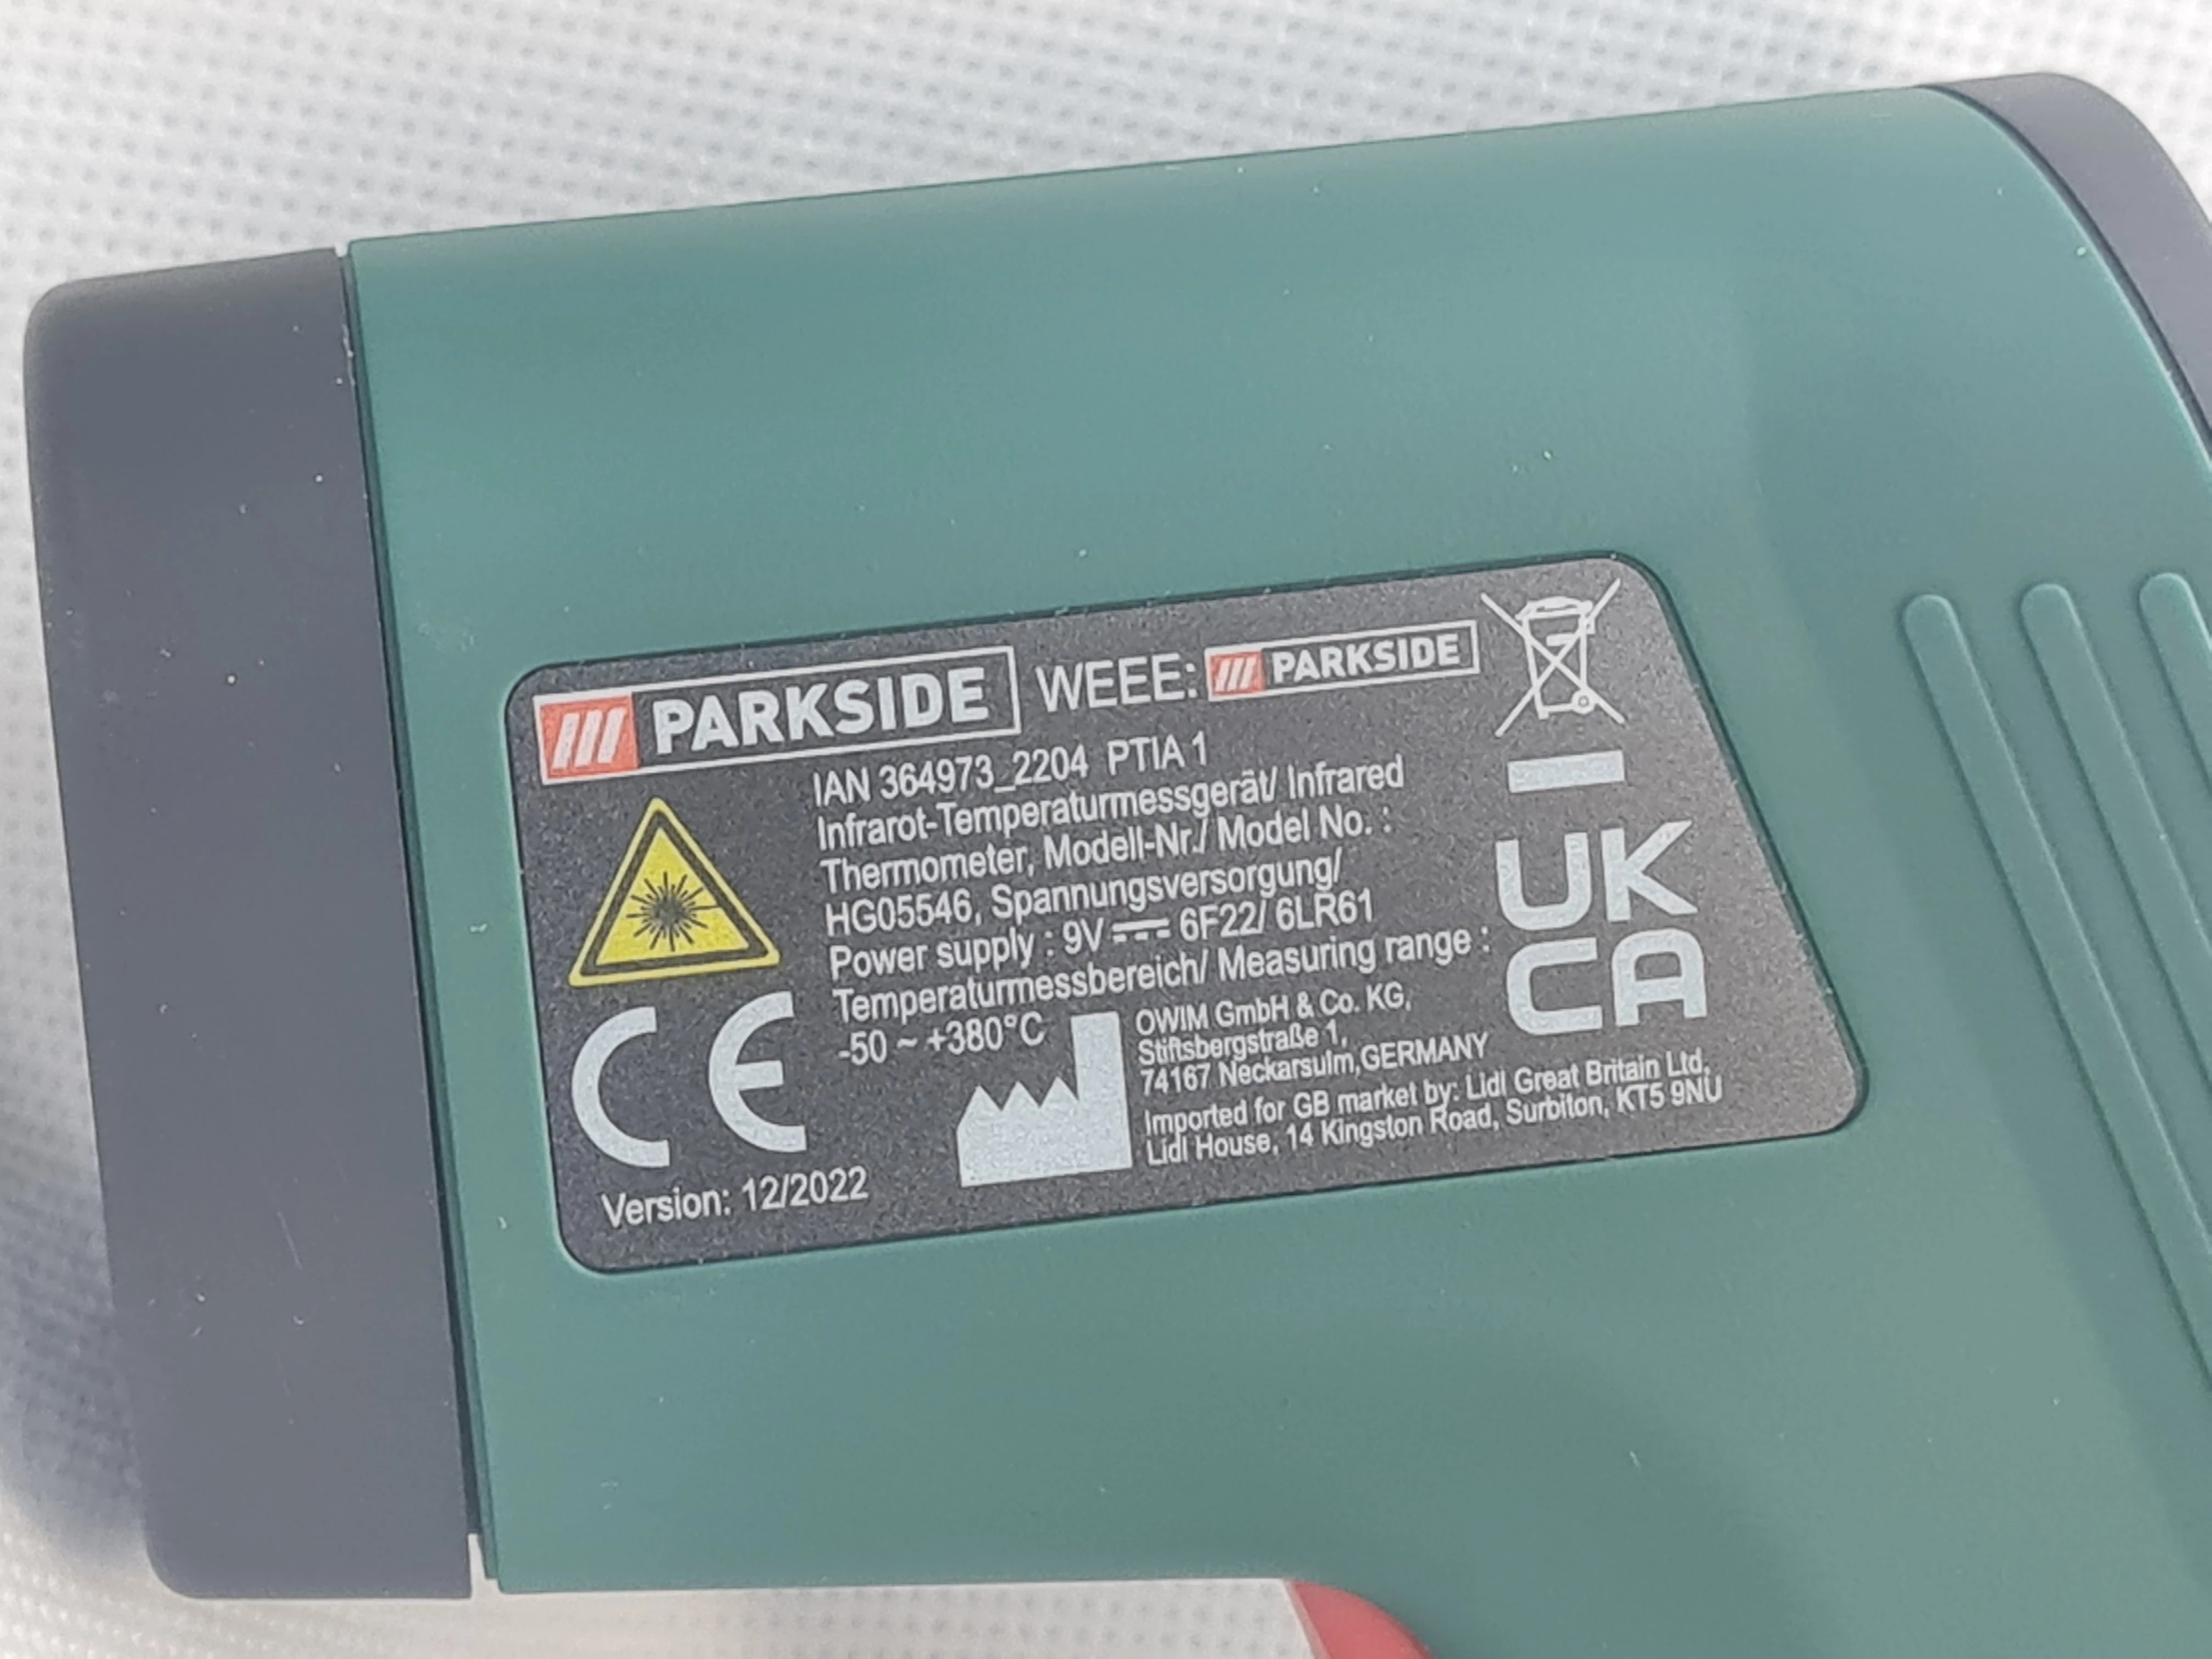 PARKSIDE WEEE: PARKSIDE
IAN 364973_2204 PTIA 1
Infrarot-Temperaturmessgerät/ Infrared
Thermometer, Modell-Nr./ Model No. :
HG05546, Spannungsversorgung/
Power supply : 9V 6F22/ 6LR61
Temperaturmessbereich/ Measuring range :
-50 ~ +380°C
CE
Version: 12/2022
OWIM GmbH & Co. KG,
Stiftsbergstraße 1,
74167 Neckarsulm,GERMANY
Imported for GB market by: Lidl Great Britain Ltd,
Lidl House, 14 Kingston Road, Surbiton, KT5 9NU
UK
CA